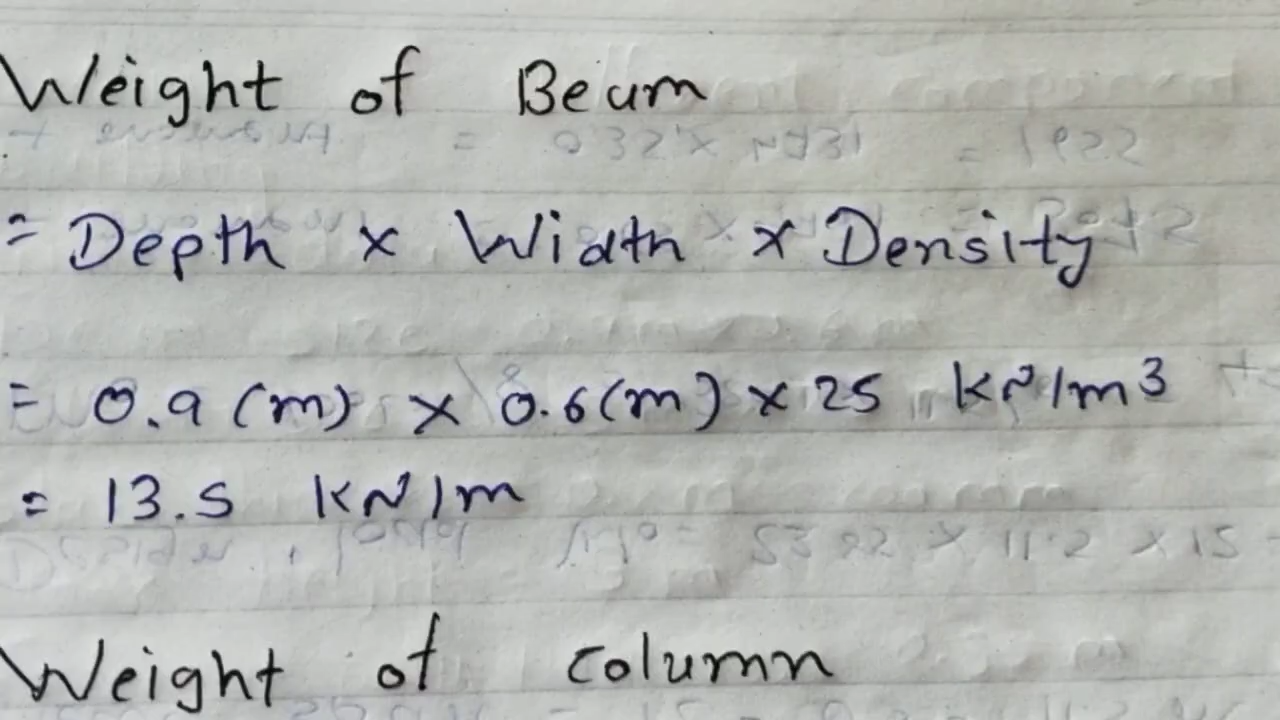 Weight of Beam
= Depth x Width x Density
= 0.9 (m) x 0.6 (m) x 25 kN/m3
= 13.5 kN/m
Weight of column